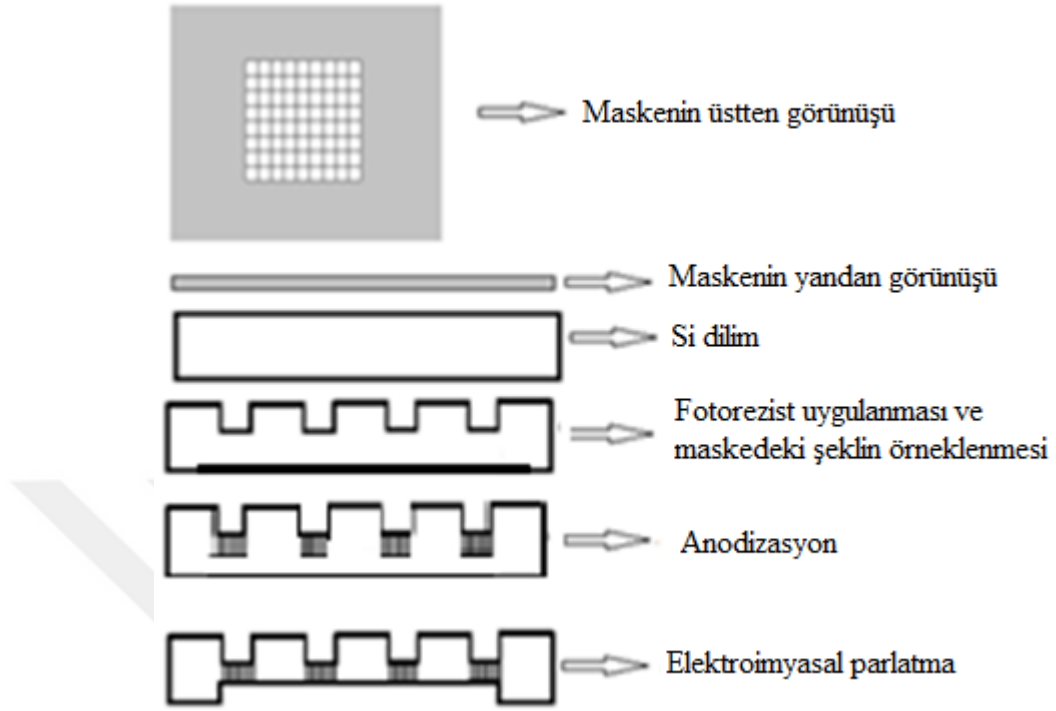 Maskenin üstten görünüşü
Maskenin yandan görünüşü
Si dilim
Fotorezist uygulanması ve
maskedeki şeklin örneklenmesi
Anodizasyon
Elektroimyasal parlatma